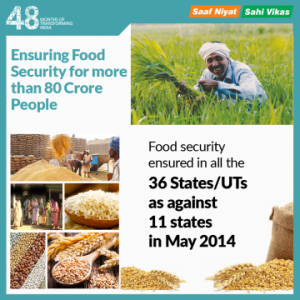 48
MONTHS OF
TRANSFORMING
INDIA
Saaf Niyat
Sahi Vikas
Ensuring Food
Security for more
than 80 Crore
People
Food security
ensured in all the
36 States/UTs
as against
11 states
in May 2014